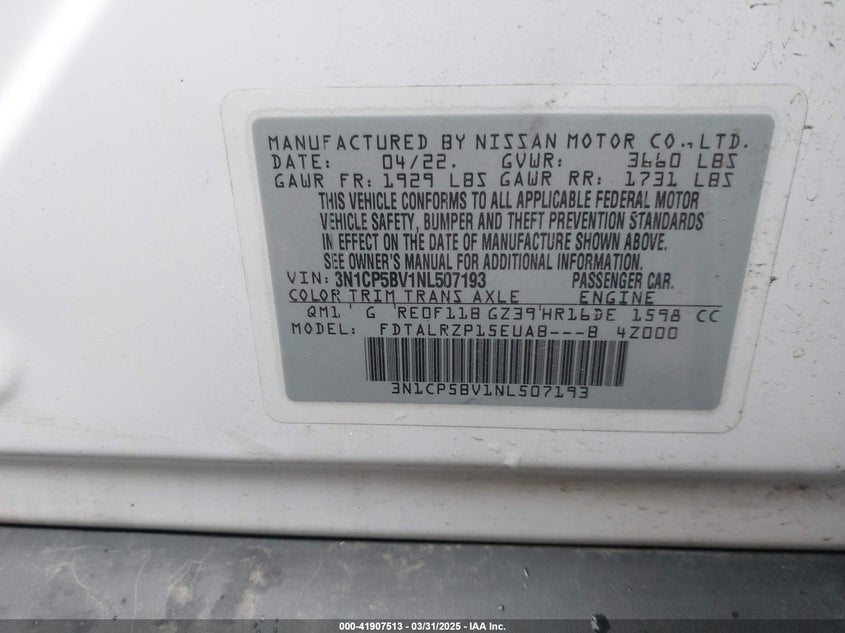 MANUFACTURED BY NISSAN MOTOR CO.,LTD.
DATE: 04/22. GVWR: 3660 LBS
GAWR FR: 1929 LBS GAWR RR: 1731 LBS
THIS VEHICLE CONFORMS TO ALL APPLICABLE FEDERAL MOTOR
VEHICLE SAFETY, BUMPER AND THEFT PREVENTION STANDARDS
IN EFFECT ON THE DATE OF MANUFACTURE SHOWN ABOVE.
SEE OWNER'S MANUAL FOR ADDITIONAL INFORMATION.
VIN: 3N1CP5BV1NL507193 PASSENGER CAR.
COLOR TRIM TRANS AXLE ENGINE
QM1 G RE0F11B GZ39 HR16DE 1598 CC
MODEL: FDTALRZP15EUAB---B 4Z000
3N1CP5BV1NL507193
000-41907513 - 03/31/2025 - IAA Inc.